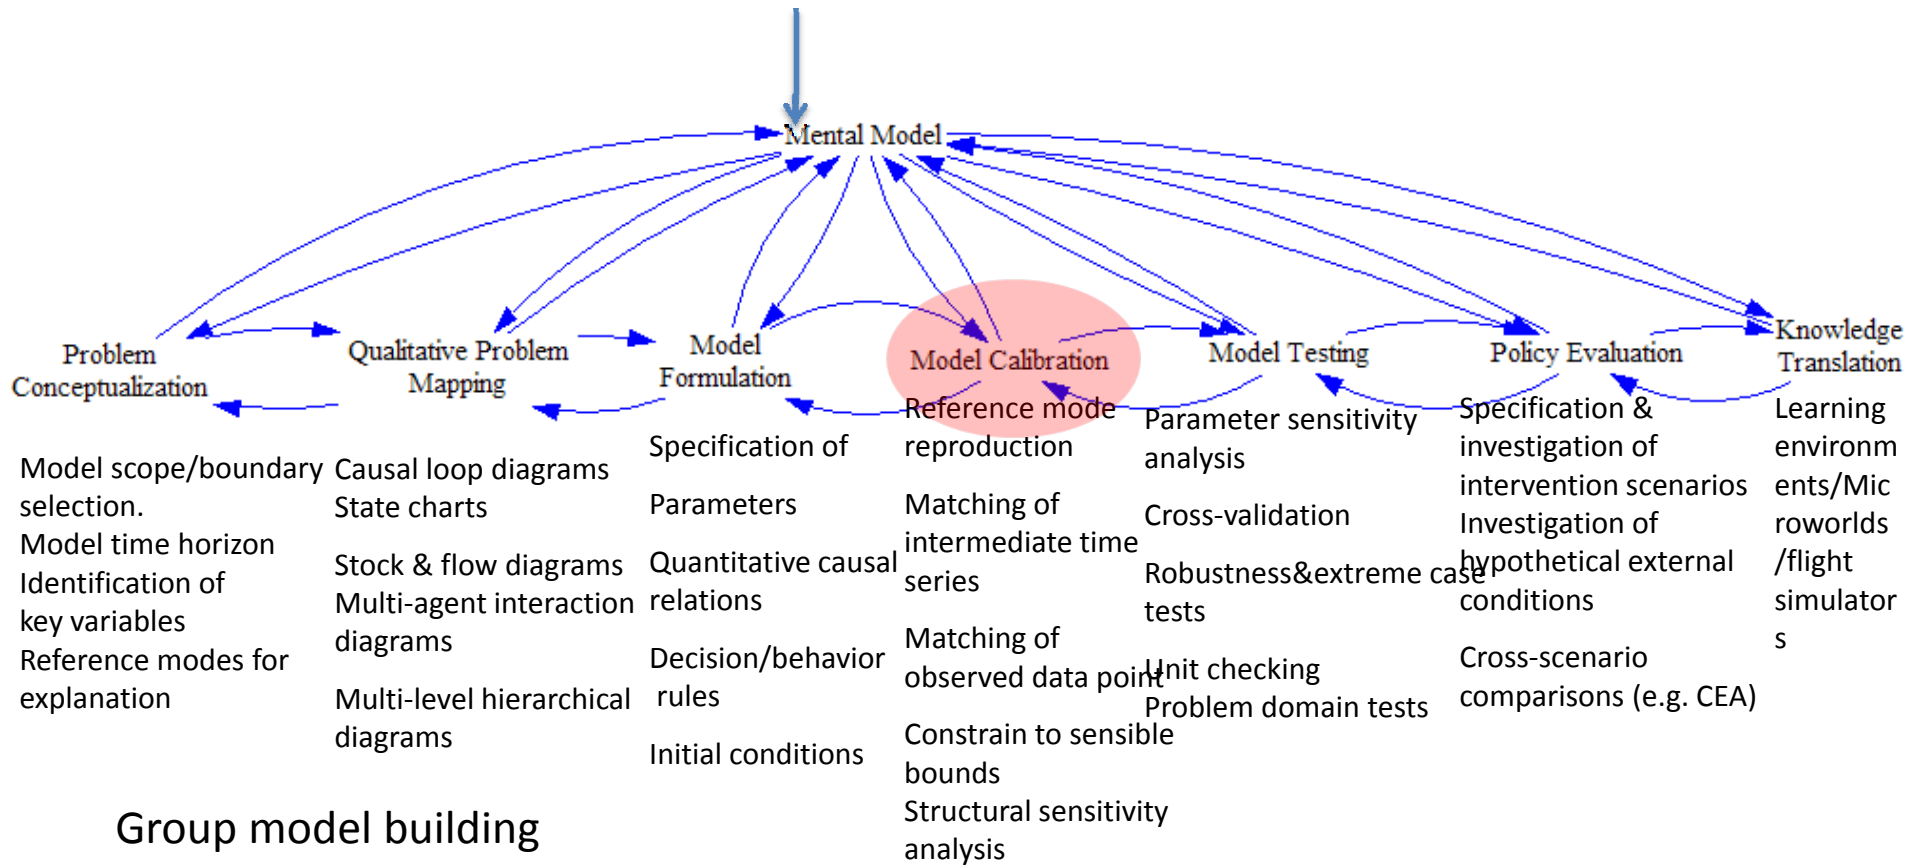 Mental Model
Problem
Conceptualization
Qualitative Problem
Mapping
Model
Formulation
Model Calibration
Model Testing
Policy Evaluation
Knowledge
Translation
Model scope/boundary
selection.
Model time horizon
Identification of
key variables
Reference modes for
explanation
Causal loop diagrams
State charts
Stock & flow diagrams
Multi-agent interaction
diagrams
Multi-level hierarchical
diagrams
Specification of
Parameters
Quantitative causal
relations
Decision/behavior
rules
Initial conditions
Reference mode
reproduction
Matching of
intermediate time
series
Matching of
observed data point
Constrain to sensible
bounds
Structural sensitivity
analysis
Parameter sensitivity
analysis
Cross-validation
Robustness&extreme case
tests
Unit checking
Problem domain tests
Specification &
investigation of
intervention scenarios
Investigation of
hypothetical external
conditions
Cross-scenario
comparisons (e.g. CEA)
Learning
environm
ents/Mic
roworlds
/flight
simulator
s
Group model building